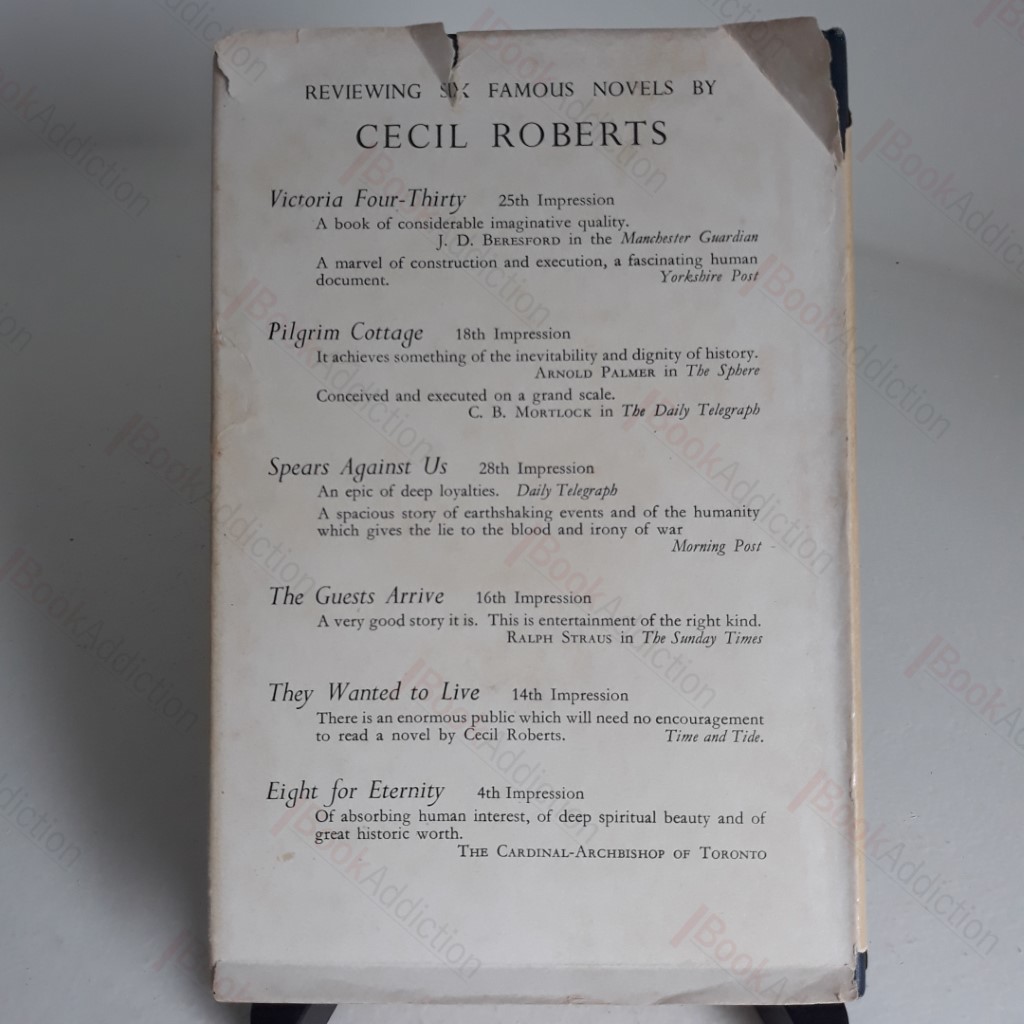 REVIEWING SIX FAMOUS NOVELS BY
CECIL ROBERTS
Victoria Four-Thirty 25th Impression
A book of considerable imaginative quality.
J. D. BERESFORD in the Manchester Guardian
A marvel of construction and execution, a fascinating human
document. Yorkshire Post
Pilgrim Cottage 18th Impression
It achieves something of the inevitability and dignity of history.
ARNOLD PALMER in The Sphere
Conceived and executed on a grand scale.
C. B. MORTLOCK in The Daily Telegraph
Spears Against Us 28th Impression
An epic of deep loyalties. Daily Telegraph
A spacious story of earthshaking events and of the humanity
which gives the lie to the blood and irony of war
Morning Post
The Guests Arrive 16th Impression
A very good story it is. This is entertainment of the right kind.
RALPH STRAUS in The Sunday Times
They Wanted to Live 14th Impression
There is an enormous public which will need no encouragement
to read a novel by Cecil Roberts. Time and Tide.
Eight for Eternity 4th Impression
Of absorbing human interest, of deep spiritual beauty and of
great historic worth.
THE CARDINAL-ARCHBISHOP OF TORONTO
BookAddiction